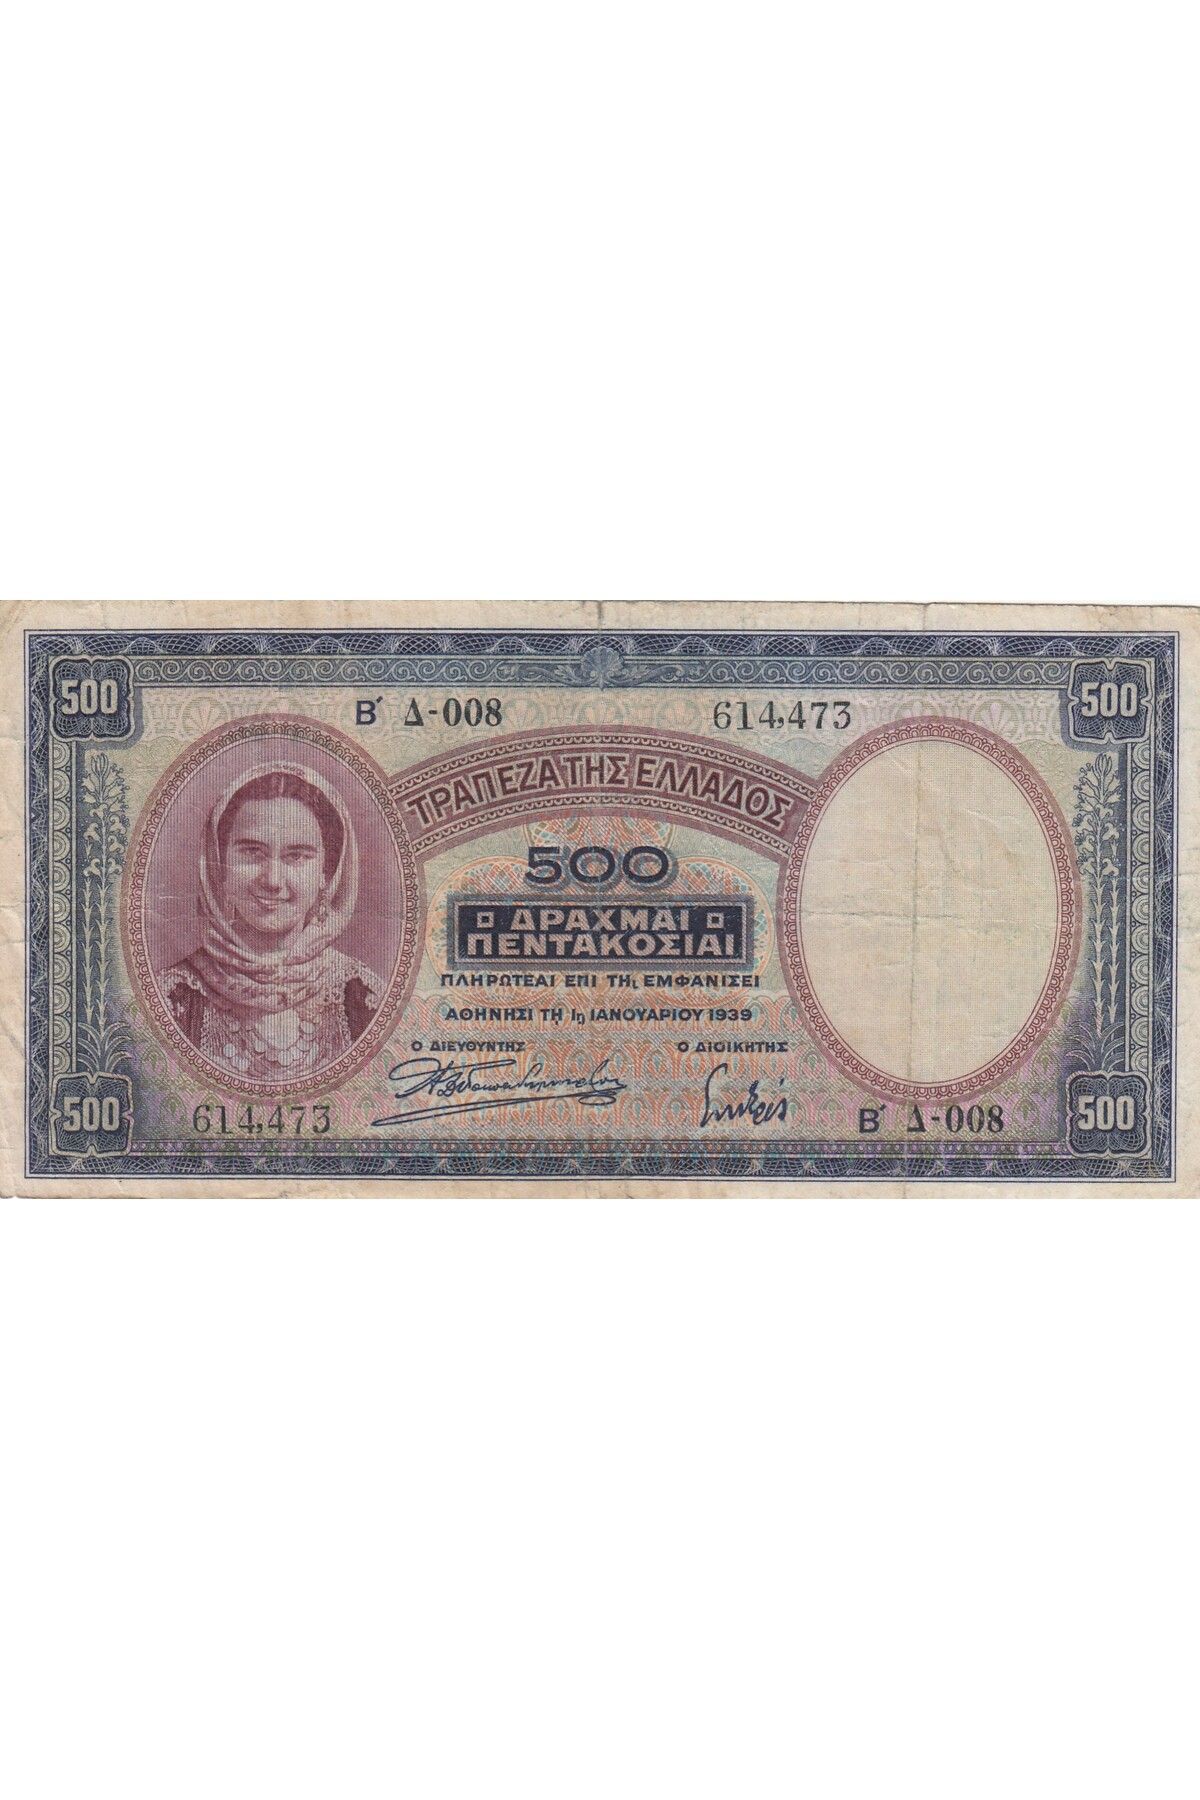 500
500
Β΄ Δ-008
614,473
ΤΡΑΠΕΖΑ ΤΗΣ ΕΛΛΑΔΟΣ
500
ΔΡΑΧΜΑΙ
ΠΕΝΤΑΚΟΣΙΑΙ
ΠΛΗΡΩΤΕΑΙ ΕΠΙ ΤΗι ΕΜΦΑΝΙΣΕΙ
ΑΘΗΝΗΣΙ ΤΗ 1η ΙΑΝΟΥΑΡΙΟΥ 1939
Ο ΔΙΕΥΘΥΝΤΗΣ
Ο ΔΙΟΙΚΗΤΗΣ
500
614,473
Β΄ Δ-008
500